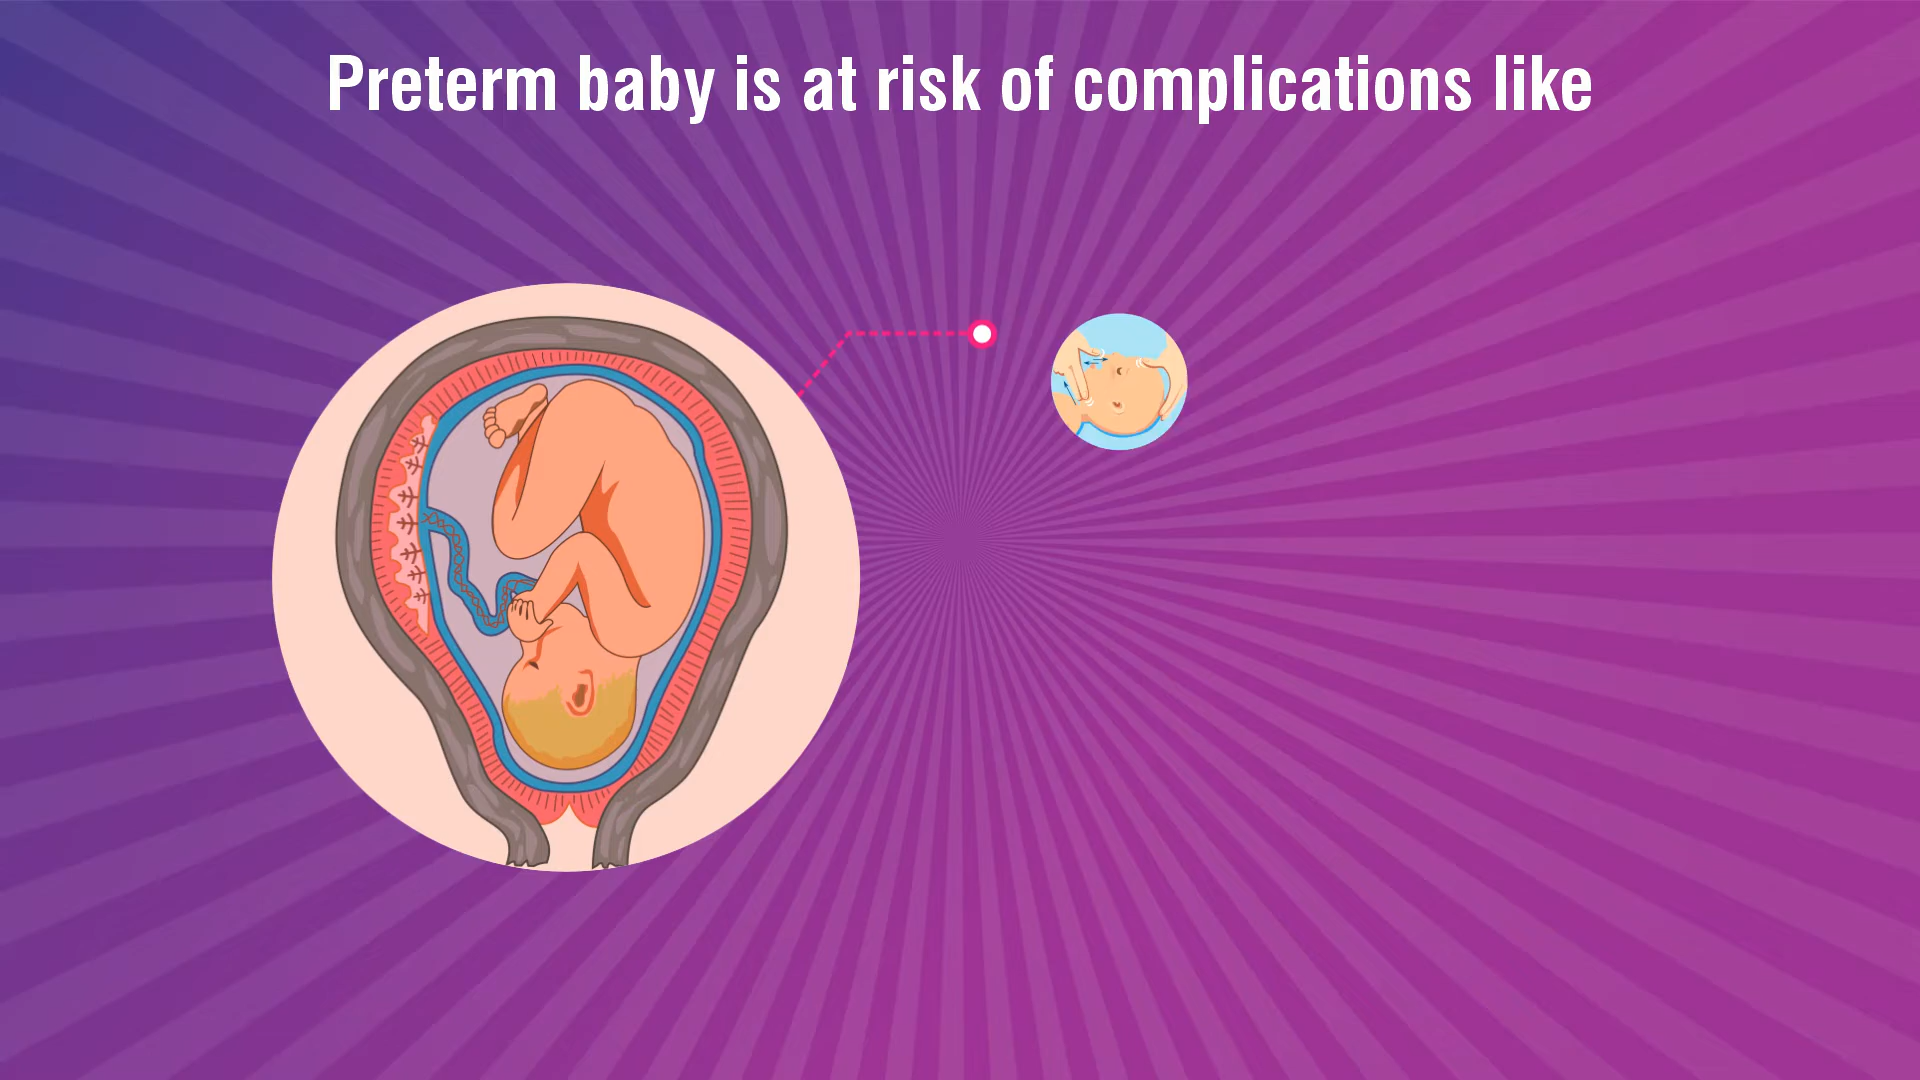 Preterm baby is at risk of complications like